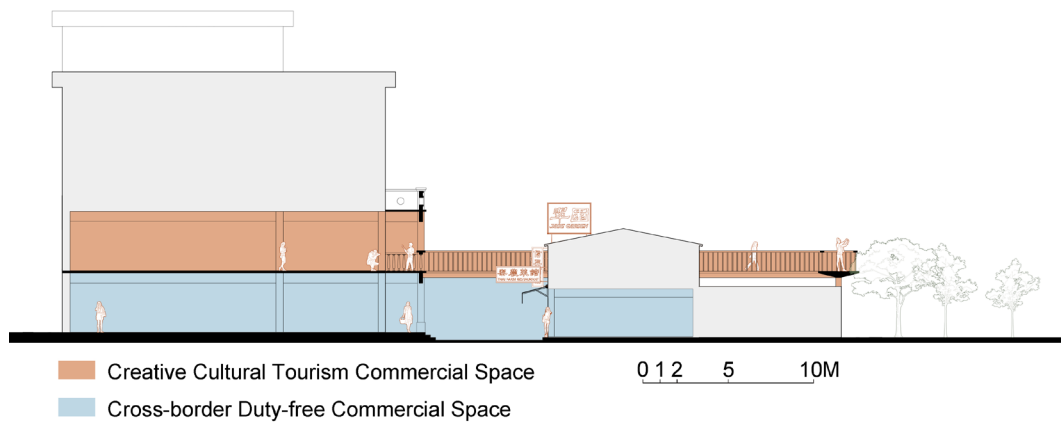 Creative Cultural Tourism Commercial Space
Cross-border Duty-free Commercial Space
0 1 2 5 10M